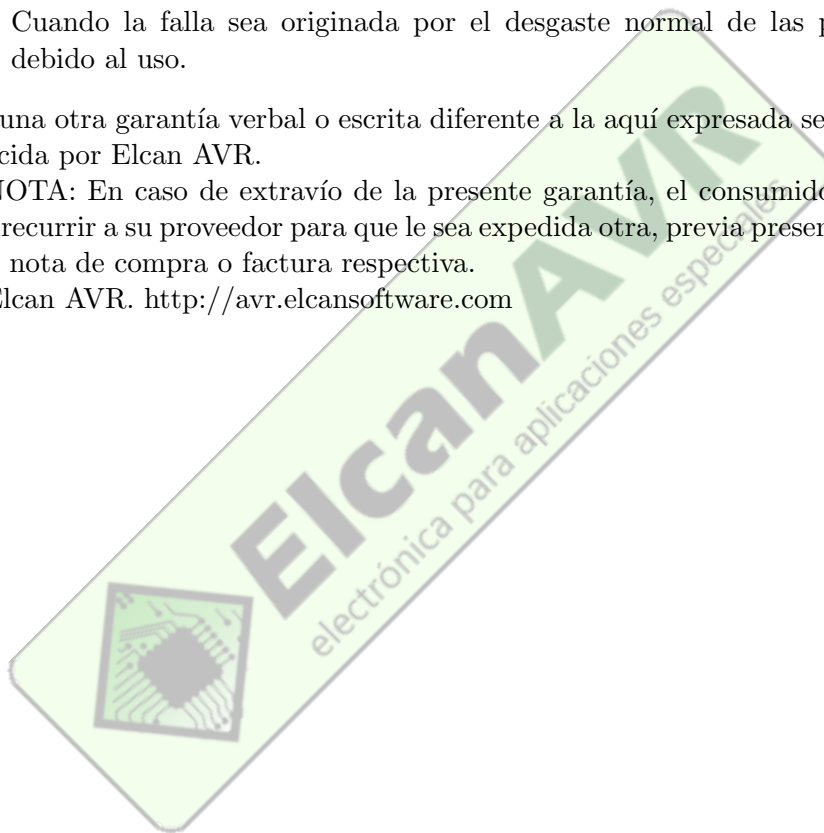 Cuando la falla sea originada por el desgaste normal de las
debido al uso.
una otra garantía verbal o escrita diferente a la aquí expresada
cida por Elcan AVR.
NOTA: En caso de extravío de la presente garantía, el
recurrir a su proveedor para que le sea expedida otra, previa
nota de compra o factura respectiva.
Elcan AVR. http://avr.elcansoftware.com
ElcanAVR
electrónica para aplicaciones especiales